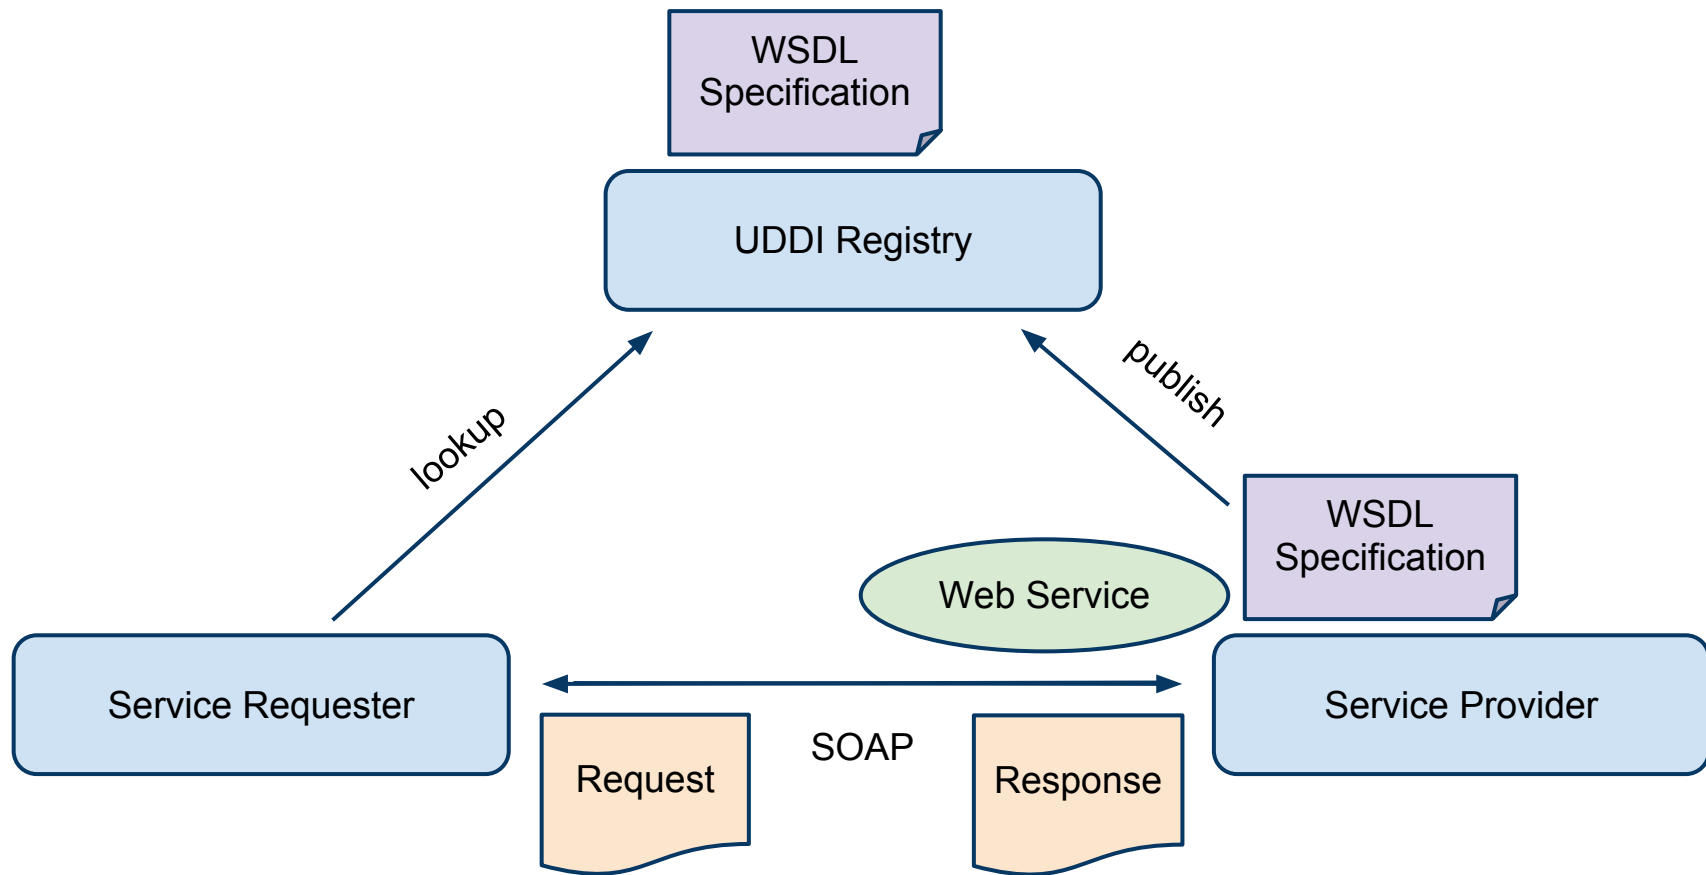 WSDL
Specification
UDDI Registry
publish
lookup
WSDL
Specification
Web Service
Service Requester
Service Provider
SOAP
Request
Response